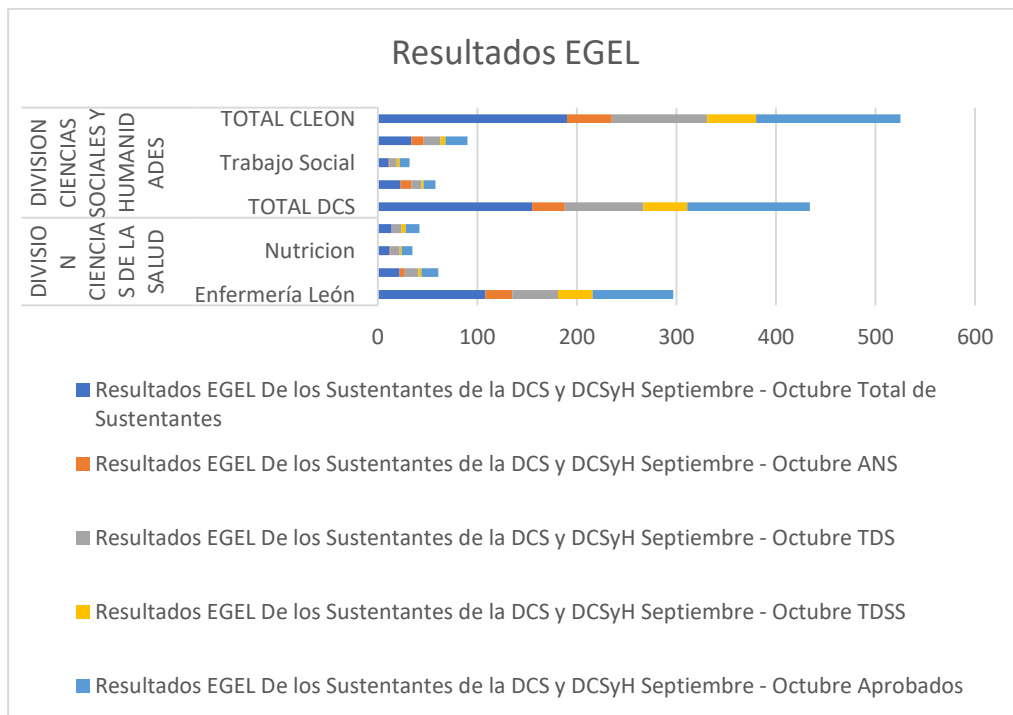 Resultados EGEL
DIVISION
CIENCIAS
SOCIALES Y
HUMANID
ADES
DIVISIO
N
CIENCIA
S DE LA
SALUD
TOTAL CLEON
Trabajo Social
TOTAL DCS
Nutricion
Enfermería León
0 100 200 300 400 500 600
Resultados EGEL De los Sustentantes de la DCS y DCSyH Septiembre - Octubre Total de
Sustentantes
Resultados EGEL De los Sustentantes de la DCS y DCSyH Septiembre - Octubre ANS
Resultados EGEL De los Sustentantes de la DCS y DCSyH Septiembre - Octubre TDS
Resultados EGEL De los Sustentantes de la DCS y DCSyH Septiembre - Octubre TDSS
Resultados EGEL De los Sustentantes de la DCS y DCSyH Septiembre - Octubre Aprobados